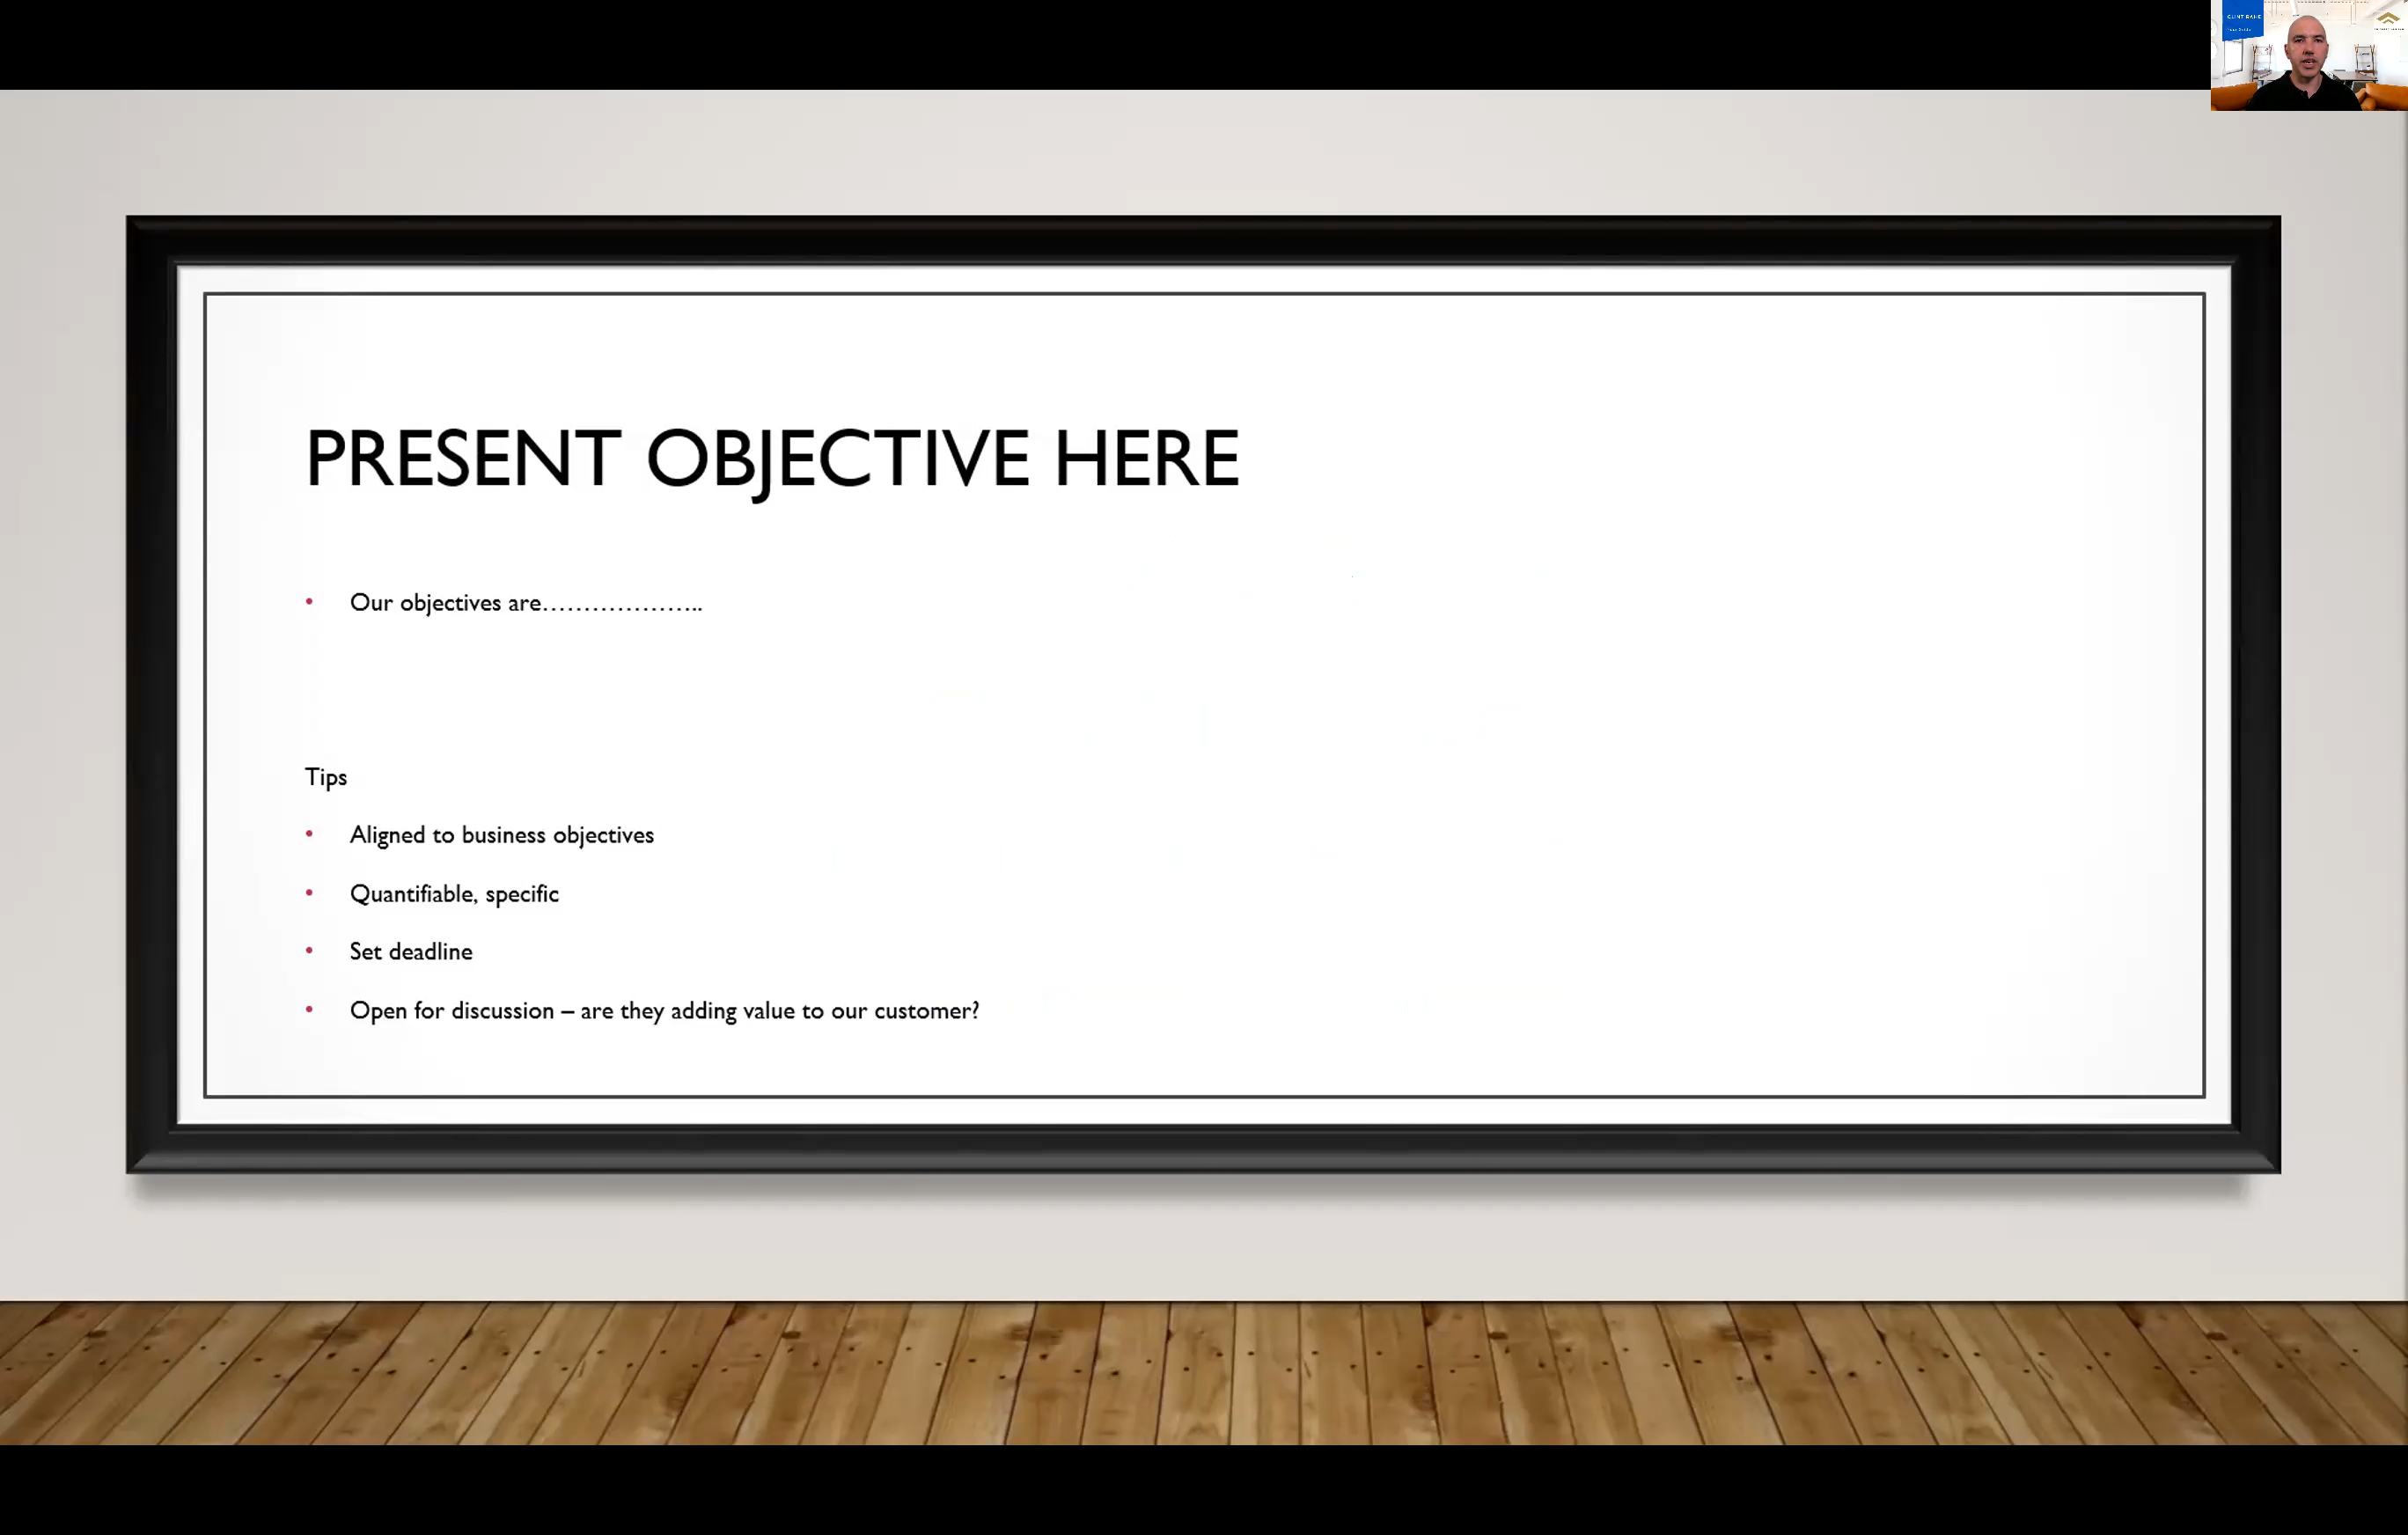 PRESENT OBJECTIVE HERE
• Our objectives are………………..
Tips
• Aligned to business objectives
• Quantifiable, specific
• Set deadline
• Open for discussion – are they adding value to our customer?